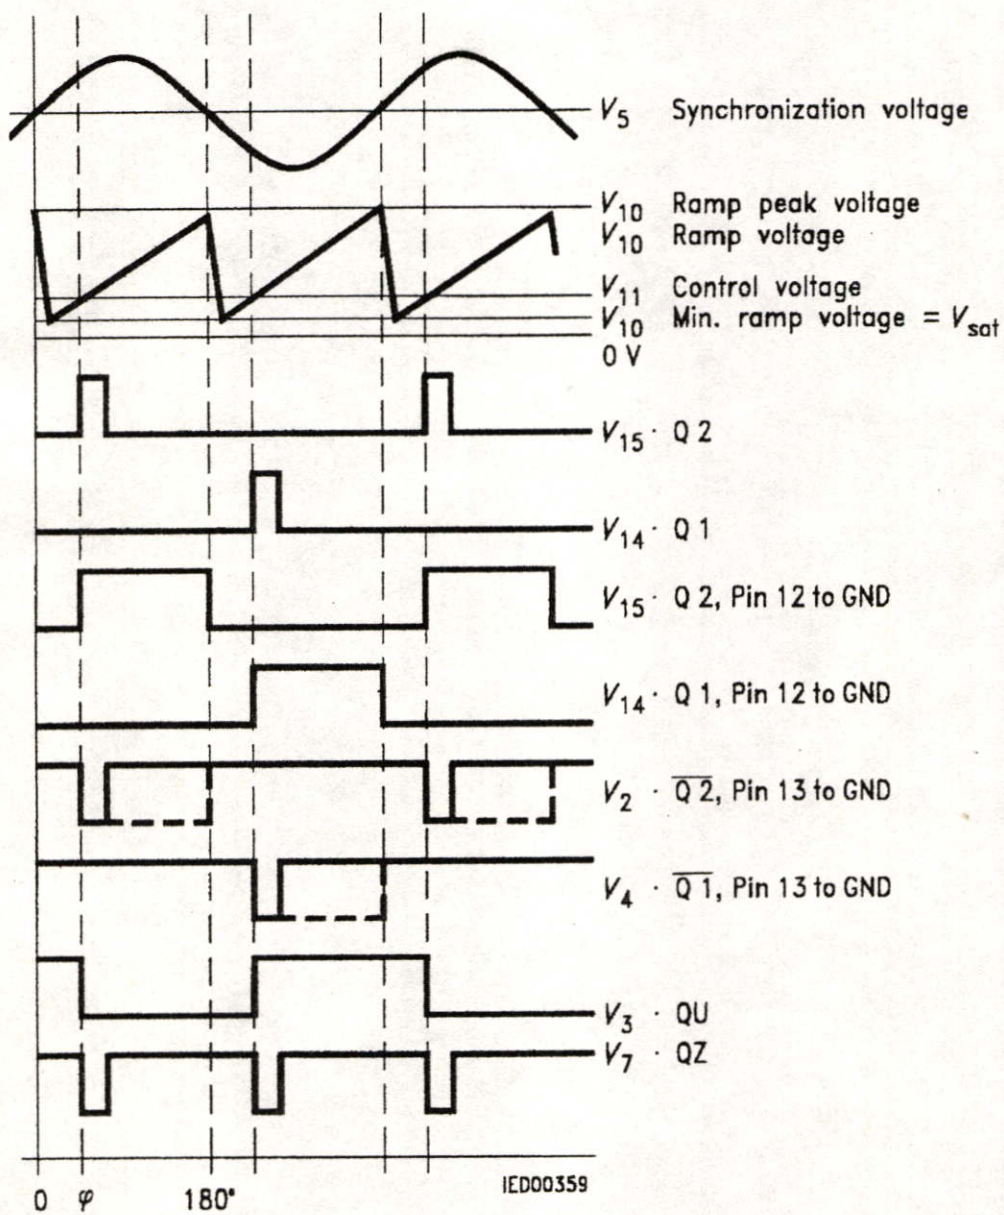 V5 Synchronization voltage
V10 Ramp peak voltage
V10 Ramp voltage
V11 Control voltage
V10 Min. ramp voltage = Vsat
0 V
V15 · Q 2
V14 · Q 1
V15 · Q 2, Pin 12 to GND
V14 · Q 1, Pin 12 to GND
V2 · Q̅ ̅2̅, Pin 13 to GND
V4 · Q̅ ̅1̅, Pin 13 to GND
V3 · QU
V7 · QZ
IED00359
0 φ 180°